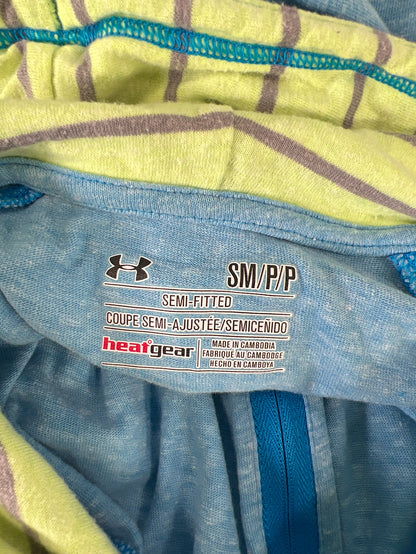 SM/P/P
SEMI-FITTED
COUPE SEMI-AJUSTÉE/SEMICEÑIDO
heatgear
MADE IN CAMBODIA
FABRIQUÉ AU CAMBODGE
HECHO EN CAMBOYA